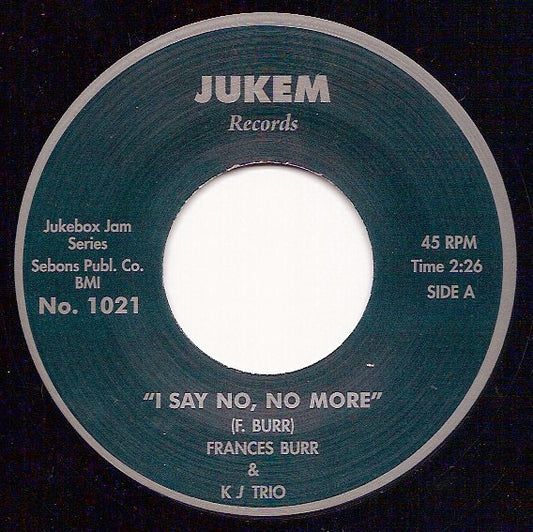 JUKEM
Records
Jukebox Jam
Series
Sebons Publ. Co.
BMI
No. 1021
45 RPM
Time 2:26
SIDE A
"I SAY NO, NO MORE"
(F. BURR)
FRANCES BURR
&
K J TRIO